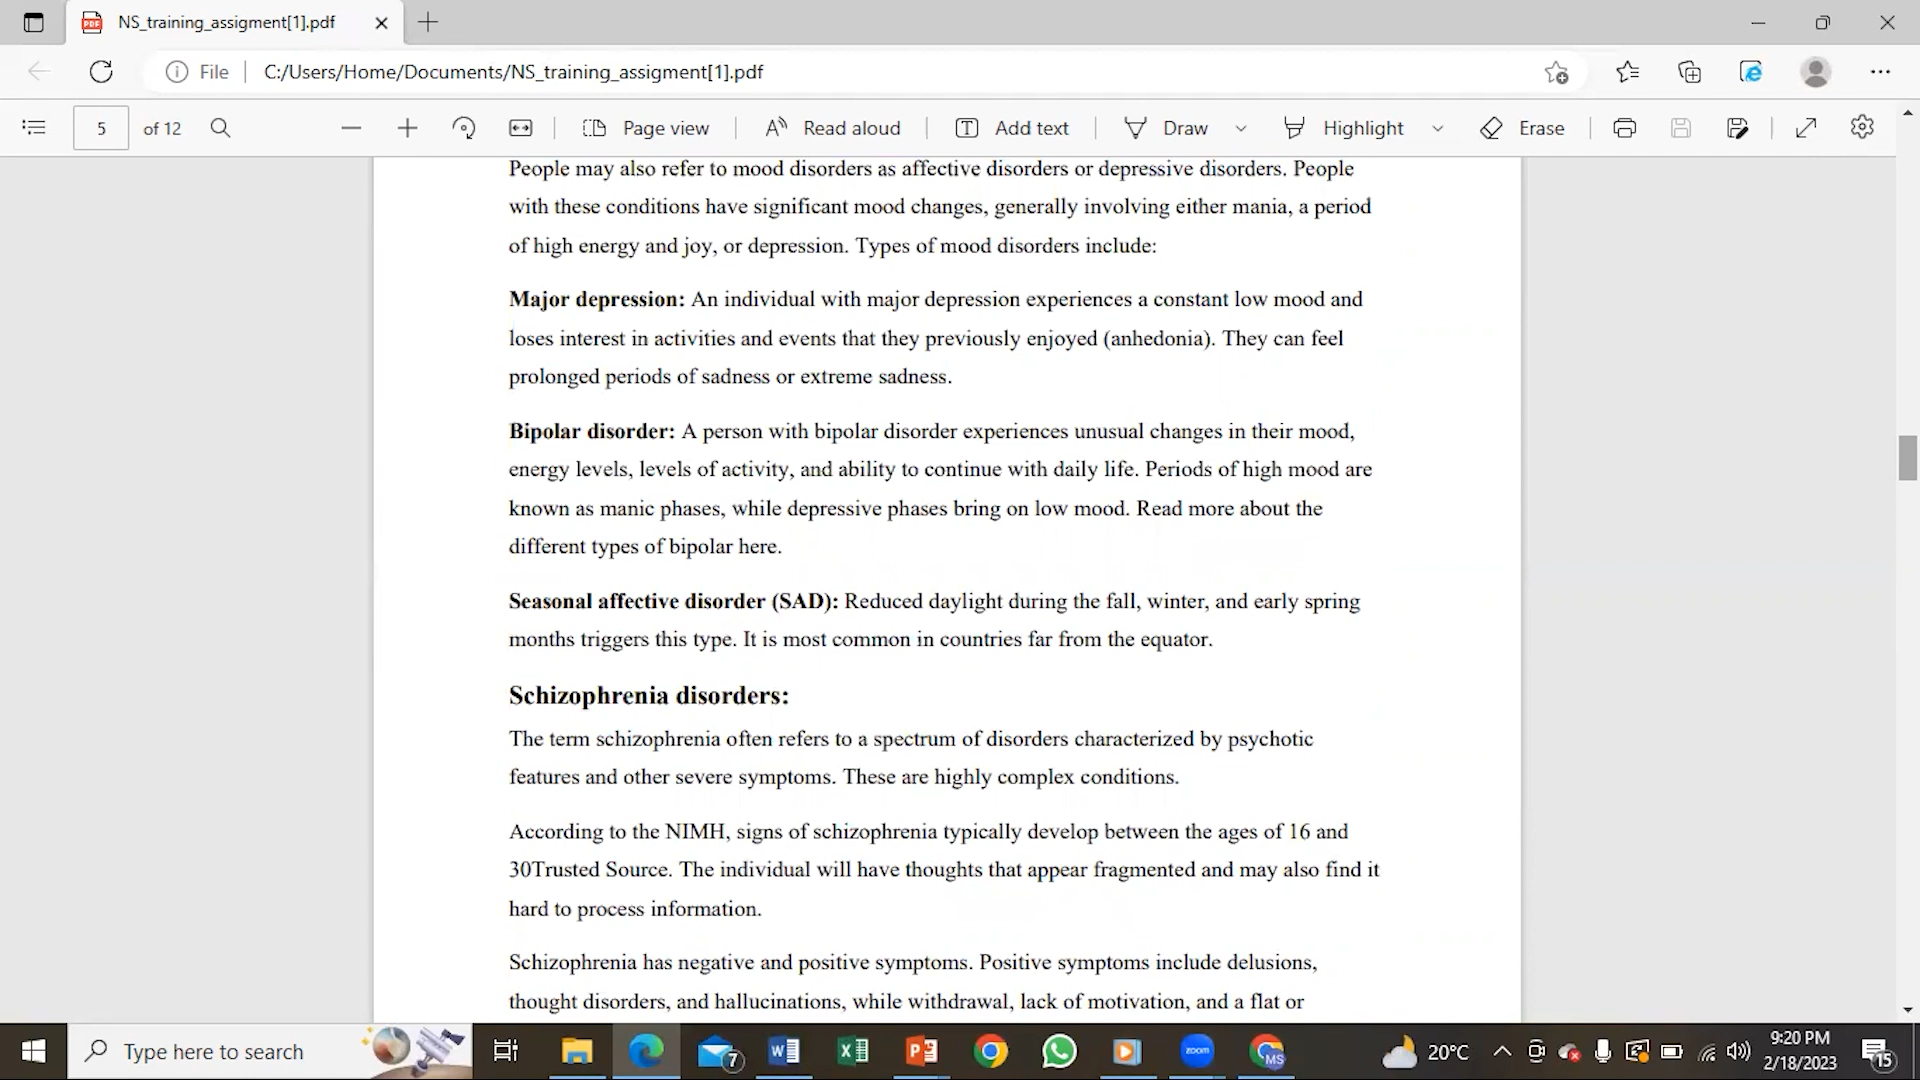 NS_training_assigment[1].pdf
File
C:/Users/Home/Documents/NS_training_assigment[1].pdf
5 of 12
Page view
Read aloud
Add text
Draw
Highlight
Erase
People may also refer to mood disorders as affective disorders or depressive disorders. People
with these conditions have significant mood changes, generally involving either mania, a period
of high energy and joy, or depression. Types of mood disorders include:
Major depression: An individual with major depression experiences a constant low mood and
loses interest in activities and events that they previously enjoyed (anhedonia). They can feel
prolonged periods of sadness or extreme sadness.
Bipolar disorder: A person with bipolar disorder experiences unusual changes in their mood,
energy levels, levels of activity, and ability to continue with daily life. Periods of high mood are
known as manic phases, while depressive phases bring on low mood. Read more about the
different types of bipolar here.
Seasonal affective disorder (SAD): Reduced daylight during the fall, winter, and early spring
months triggers this type. It is most common in countries far from the equator.
Schizophrenia disorders:
The term schizophrenia often refers to a spectrum of disorders characterized by psychotic
features and other severe symptoms. These are highly complex conditions.
According to the NIMH, signs of schizophrenia typically develop between the ages of 16 and
30Trusted Source. The individual will have thoughts that appear fragmented and may also find it
hard to process information.
Schizophrenia has negative and positive symptoms. Positive symptoms include delusions,
thought disorders, and hallucinations, while withdrawal, lack of motivation, and a flat or
Type here to search
7
zoom
MS
20°C
9:20 PM
2/18/2023
15